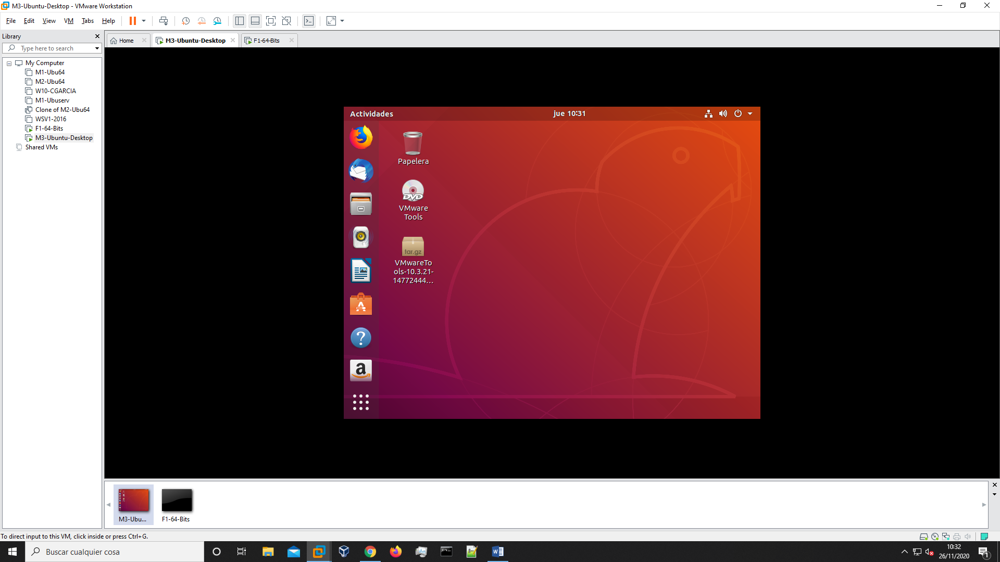 M3-Ubuntu-Desktop - VMware Workstation
File Edit View VM Tabs Help
Library
Type here to search
Home
M3-Ubuntu-Desktop
F1-64-Bits
My Computer
M1-Ubu64
M2-Ubu64
W10-CGARCIA
M1-Ubuserv
Clone of M2-Ubu64
WSV1-2016
F1-64-Bits
M3-Ubuntu-Desktop
Shared VMs
Actividades
jue 10:31
Papelera
DVD
VMware
Tools
tar.gz
VMwareTo
ols-10.3.21-
14772444...
M3-Ubu...
F1-64-Bits
To direct input to this VM, click inside or press Ctrl+G.
Buscar cualquier cosa
10:32
26/11/2020
1